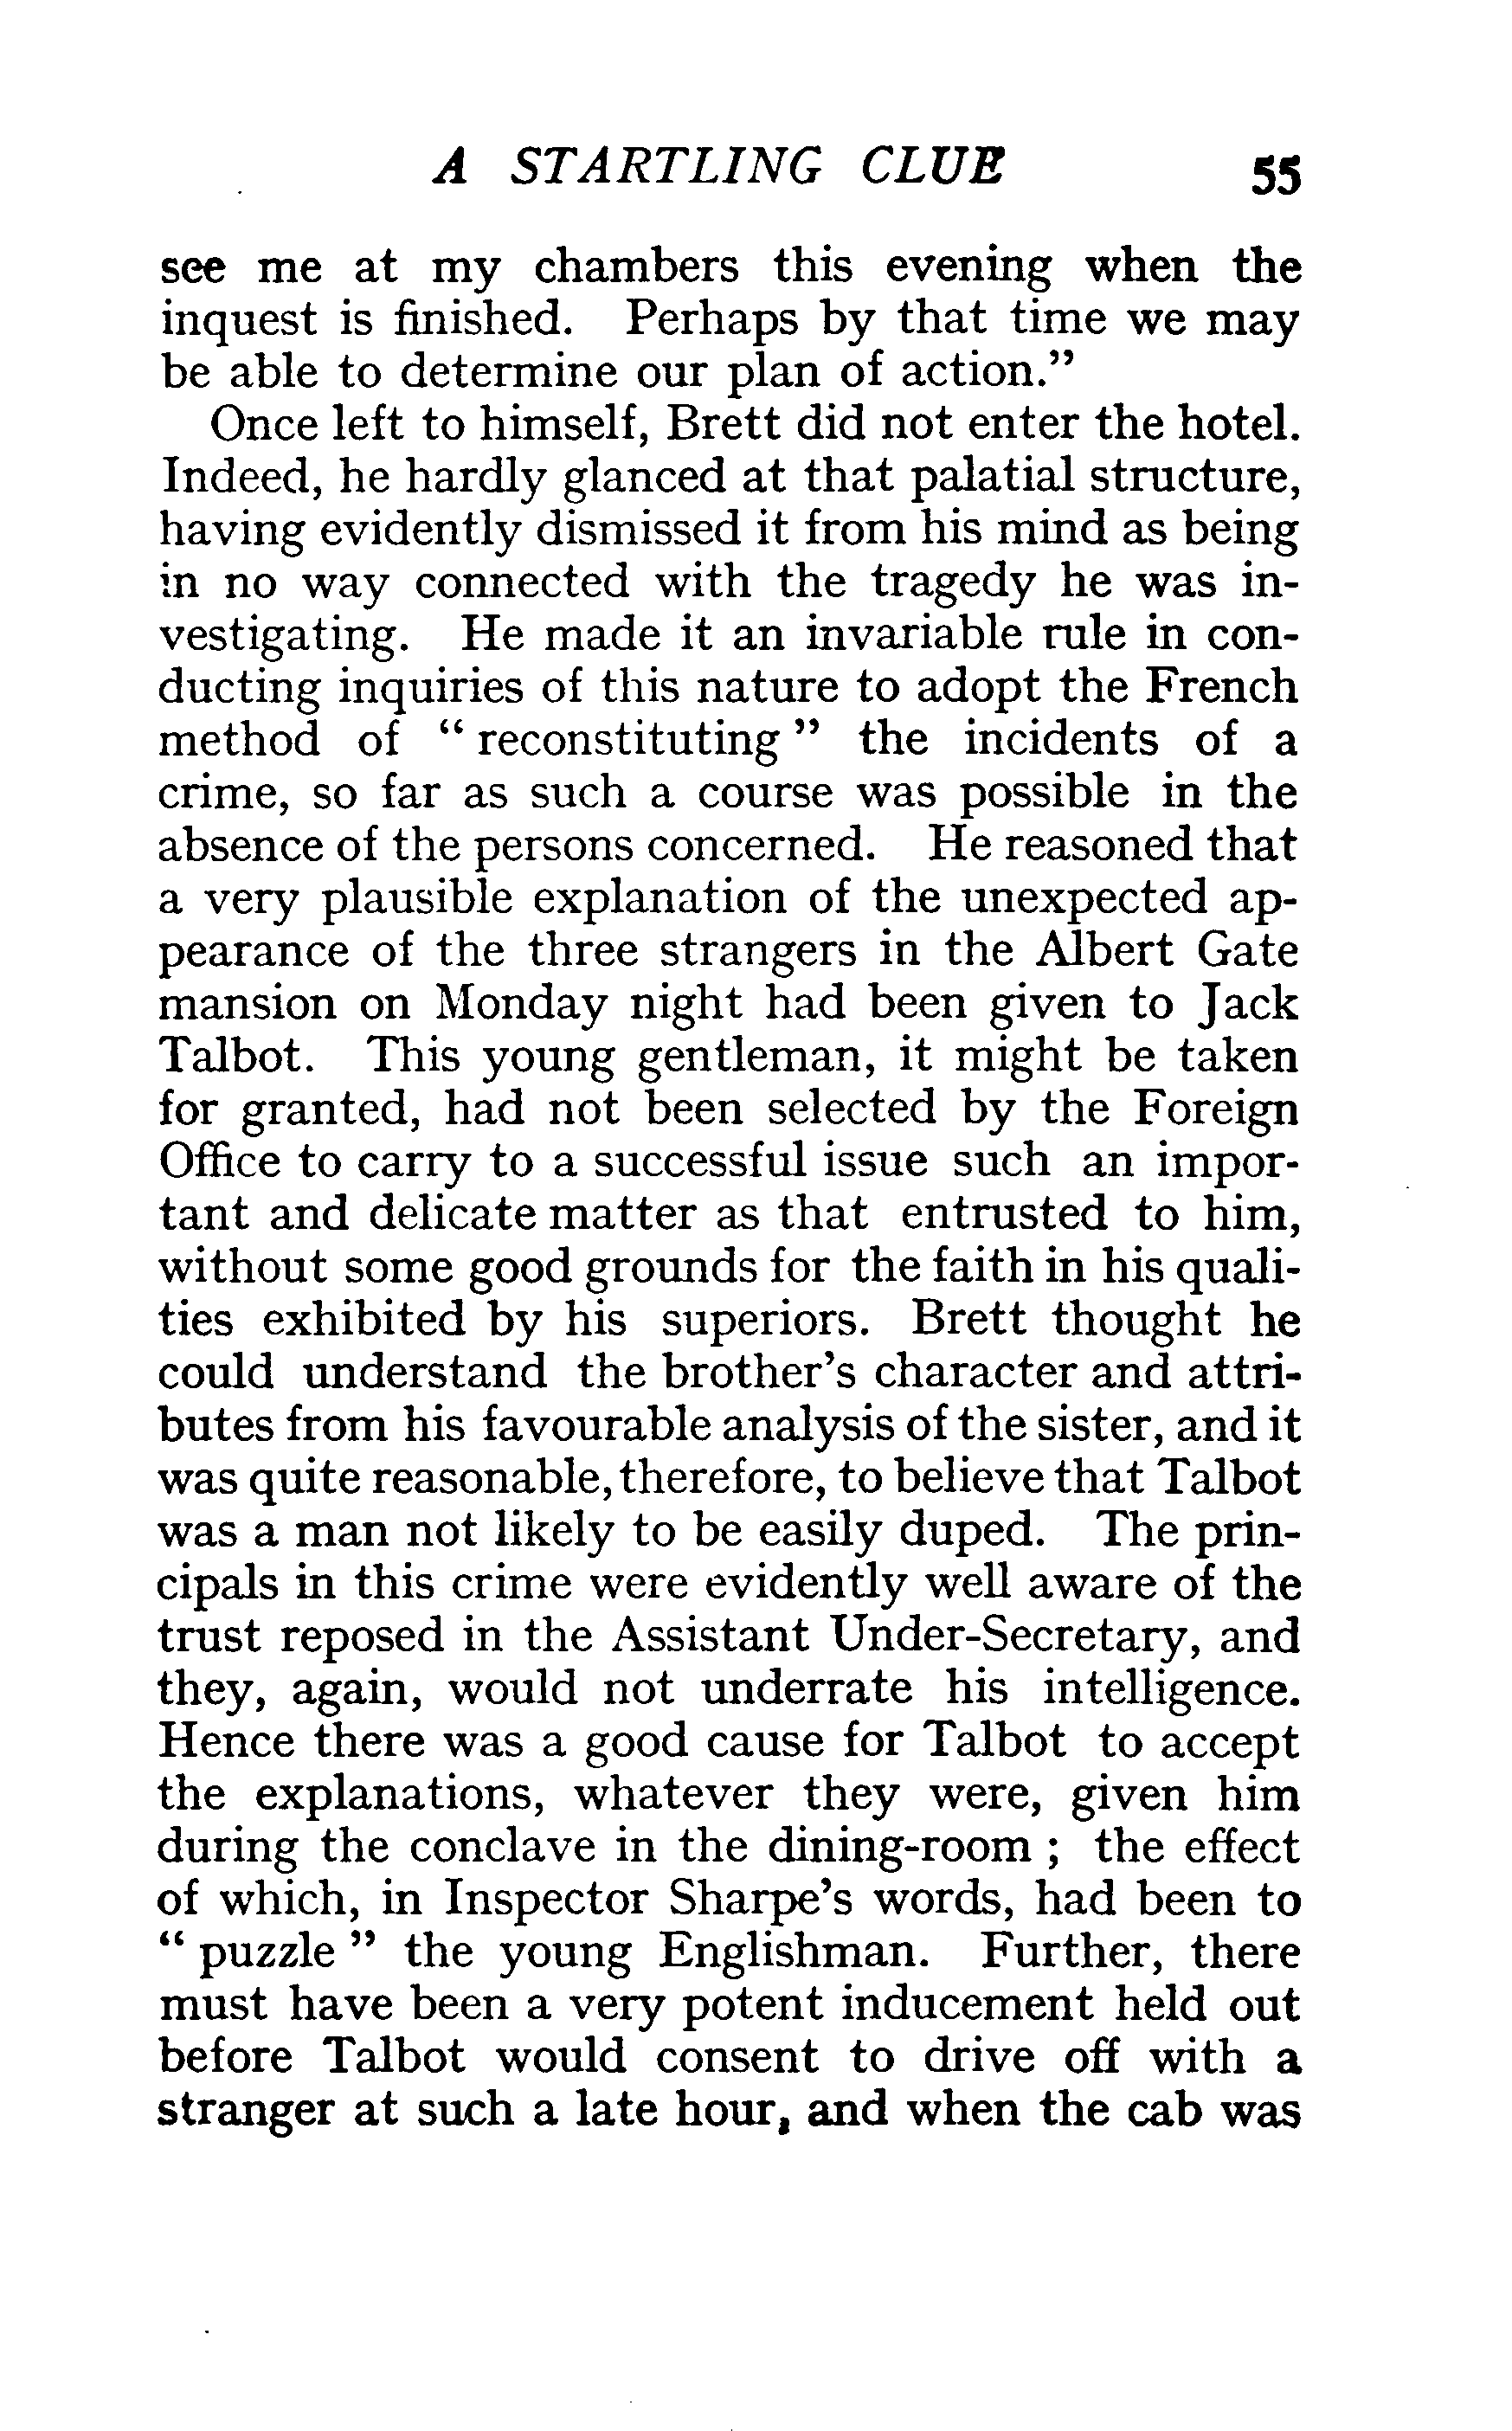 A STARTLING CLUE 55
see me at my chambers this evening when the
inquest is finished. Perhaps by that time we may
be able to determine our plan of action.”
Once left to himself, Brett did not enter the hotel.
Indeed, he hardly glanced at that palatial structure,
having evidently dismissed it from his mind as being
in no way connected with the tragedy he was in-
vestigating. He made it an invariable rule in con-
ducting inquiries of this nature to adopt the French
method of “ reconstituting ” the incidents of a
crime, so far as such a course was possible in the
absence of the persons concerned. He reasoned that
a very plausible explanation of the unexpected ap-
pearance of the three strangers in the Albert Gate
mansion on Monday night had been given to Jack
Talbot. This young gentleman, it might be taken
for granted, had not been selected by the Foreign
Office to carry to a successful issue such an impor-
tant and delicate matter as that entrusted to him,
without some good grounds for the faith in his quali-
ties exhibited by his superiors. Brett thought he
could understand the brother’s character and attri-
butes from his favourable analysis of the sister, and it
was quite reasonable, therefore, to believe that Talbot
was a man not likely to be easily duped. The prin-
cipals in this crime were evidently well aware of the
trust reposed in the Assistant Under-Secretary, and
they, again, would not underrate his intelligence.
Hence there was a good cause for Talbot to accept
the explanations, whatever they were, given him
during the conclave in the dining-room ; the effect
of which, in Inspector Sharpe’s words, had been to
“ puzzle ” the young Englishman. Further, there
must have been a very potent inducement held out
before Talbot would consent to drive off with a
stranger at such a late hour, and when the cab was